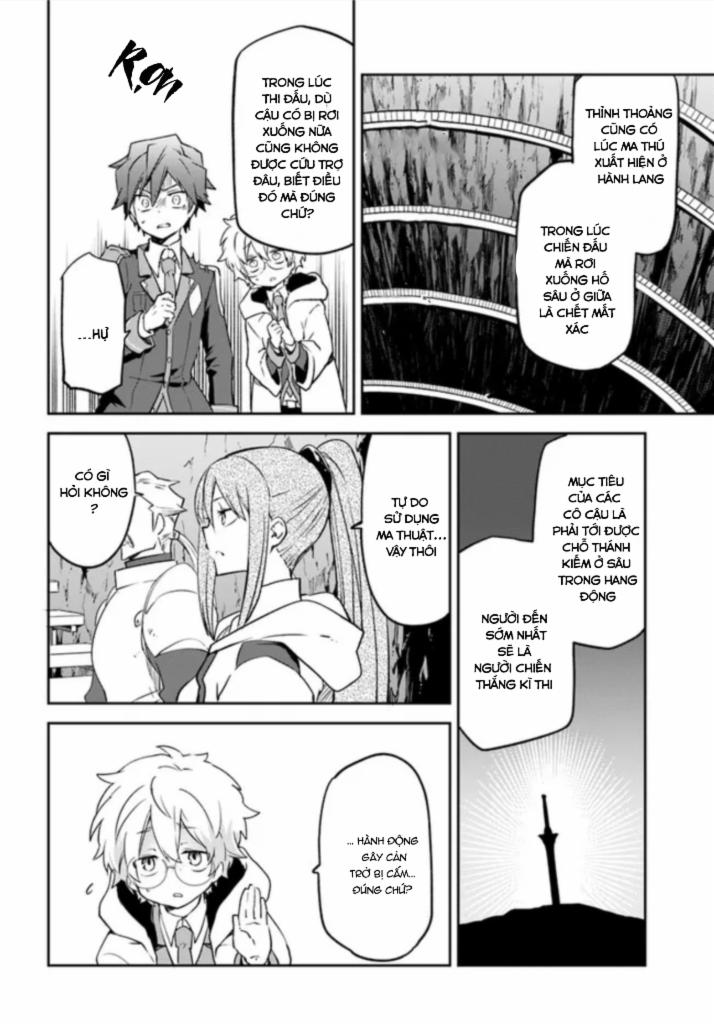 THỈNH THOẢNG
CŨNG CÓ
LÚC MA THÚ
XUẤT HIỆN Ở
HÀNH LANG
TRONG LÚC
CHIẾN ĐẤU
MÀ RƠI
XUỐNG HỐ
SÂU Ở GIỮA
LÀ CHẾT MẤT
XÁC
TRONG LÚC
THI ĐẤU, DÙ
CẬU CÓ BỊ RƠI
XUỐNG NỮA
CŨNG KHÔNG
ĐƯỢC CỨU TRỢ
ĐÂU, BIẾT ĐIỀU
ĐÓ MÀ ĐÚNG
CHỨ?
Rợn
...HỰ
MỤC TIÊU
CỦA CÁC
CÔ CẬU LÀ
PHẢI TỚI ĐƯỢC
CHỖ THÁNH
KIẾM Ở SÂU
TRONG HANG
ĐỘNG
NGƯỜI ĐẾN
SỚM NHẤT
SẼ LÀ
NGƯỜI CHIẾN
THẮNG KÌ THI
TỰ DO
SỬ DỤNG
MA THUẬT...
VẬY THÔI
CÓ GÌ
HỎI KHÔNG
?
... HÀNH ĐỘNG
GÂY CẢN
TRỞ BỊ CẤM...
ĐÚNG CHỨ?